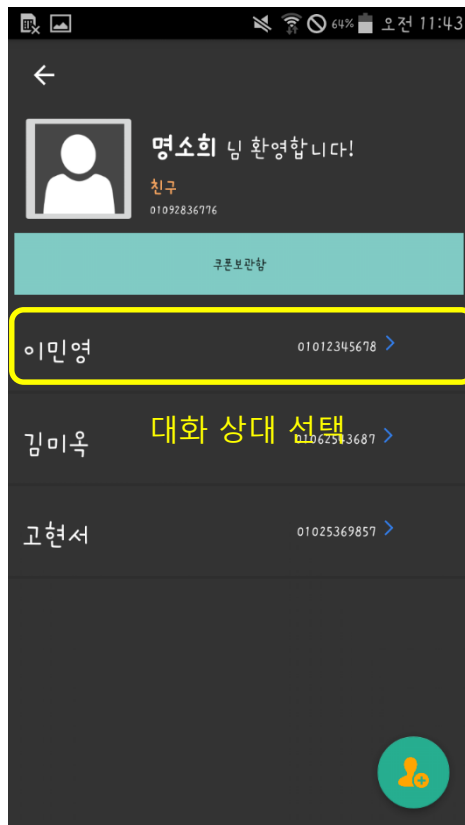 64% 오전 11:43
명소희 님 환영합니다!
친구
01092836776
쿠폰보관함
이민영 01012345678
대화 상대 선택
김미옥 01062543687
고현서 01025369857